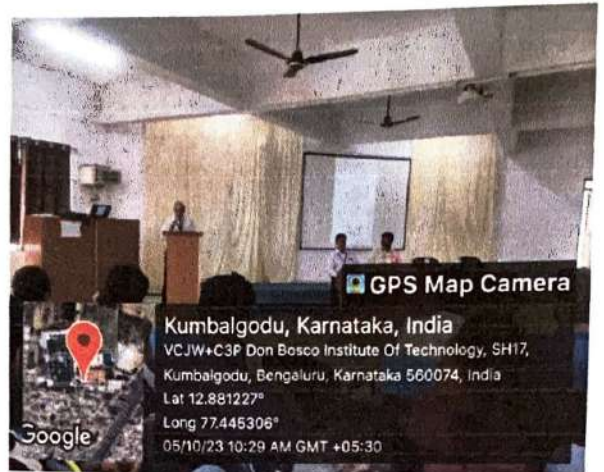 GPS Map Camera
Kumbalgodu, Karnataka, India
VCJW+C3P Don Bosco Institute Of Technology, SH17,
Kumbalgodu, Bengaluru, Karnataka 560074, India
Lat 12.881227°
Long 77.445306°
05/10/23 10:29 AM GMT +05:30
Google